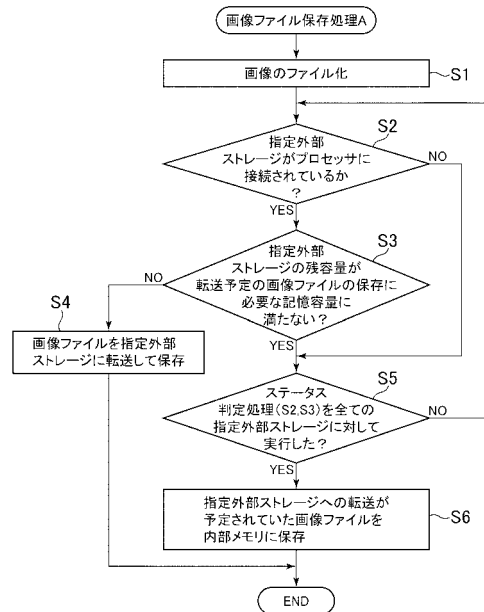 画像ファイル保存処理A
画像のファイル化
S1
指定外部
ストレージがプロセッサに
接続されているか
?
S2
NO
YES
指定外部
ストレージの残容量が
転送予定の画像ファイルの保存に
必要な記憶容量に
満たない?
S3
NO
YES
S4
画像ファイルを指定外部
ストレージに転送して保存
ステータス
判定処理(S2,S3)を全ての
指定外部ストレージに対して
実行した?
S5
NO
YES
指定外部ストレージへの転送が
予定されていた画像ファイルを
内部メモリに保存
S6
END